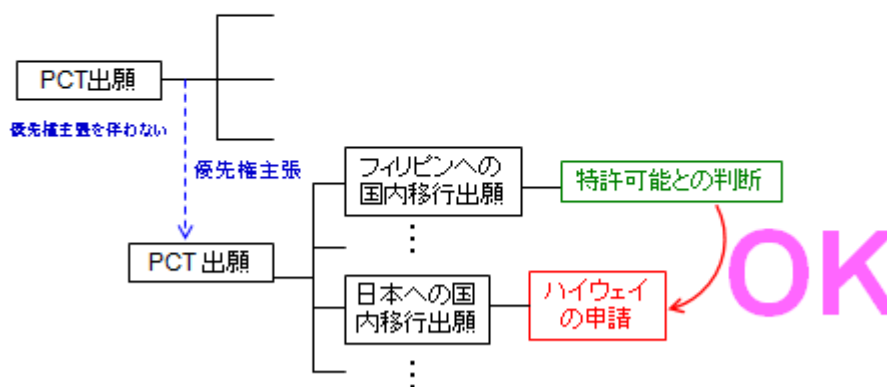 PCT出願
優先権主張を伴わない
優先権主張
フィリピンへの
国内移行出願
特許可能との判断
PCT 出願
日本への国
内移行出願
ハイウェイ
の申請
OK